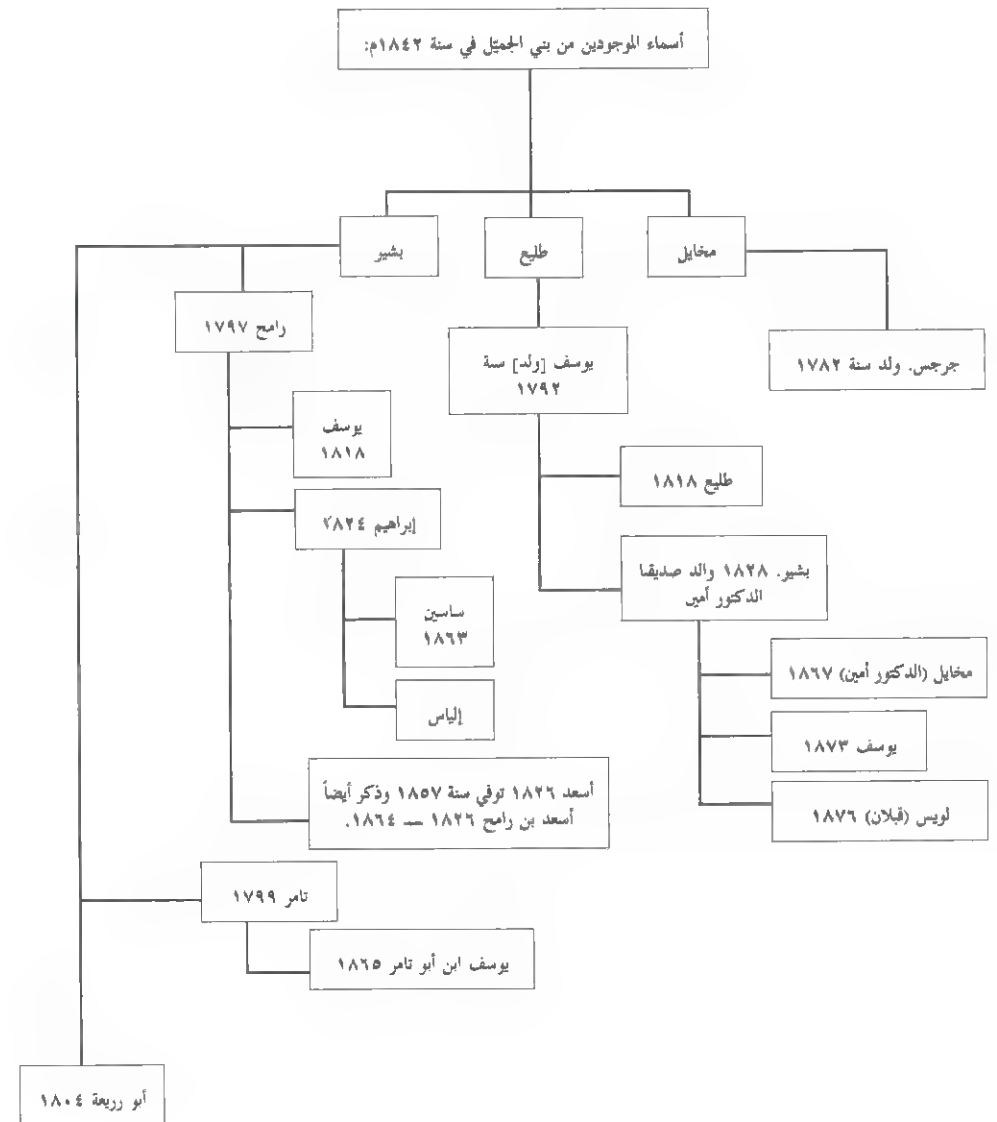 أسماء الموجودين من بني الجميّل في سنة ١٨٤٢م:
مخايل
طليع
بشير
جرجس. ولد سنة ١٧٨٢
يوسف [ولد] سنة
١٧٩٢
رامح ١٧٩٧
طليع ١٨١٨
يوسف
١٨١٨
بشير. ١٨٢٨ والد صديقنا
الدكتور أمين
إبراهيم ١٨٢٤
مخايل (الدكتور أمين) ١٨٦٧
يوسف ١٨٧٣
لويس (قبلان) ١٨٧٦
ساسين
١٨٦٣
إلياس
أسعد ١٨٢٦ توفي سنة ١٨٥٧ وذكر أيضاً
أسعد بن رامح ١٨٢٦ — ١٨٦٤.
تامر ١٧٩٩
يوسف ابن أبو تامر ١٨٦٥
أبو رريعة ١٨٠٤